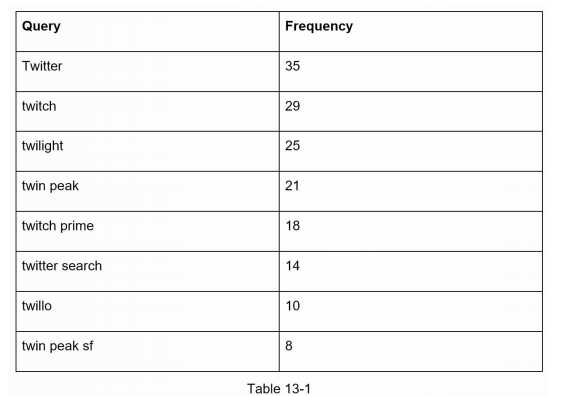 Query Frequency
Twitter 35
twitch 29
twilight 25
twin peak 21
twitch prime 18
twitter search 14
twillo 10
twin peak sf 8
Table 13-1